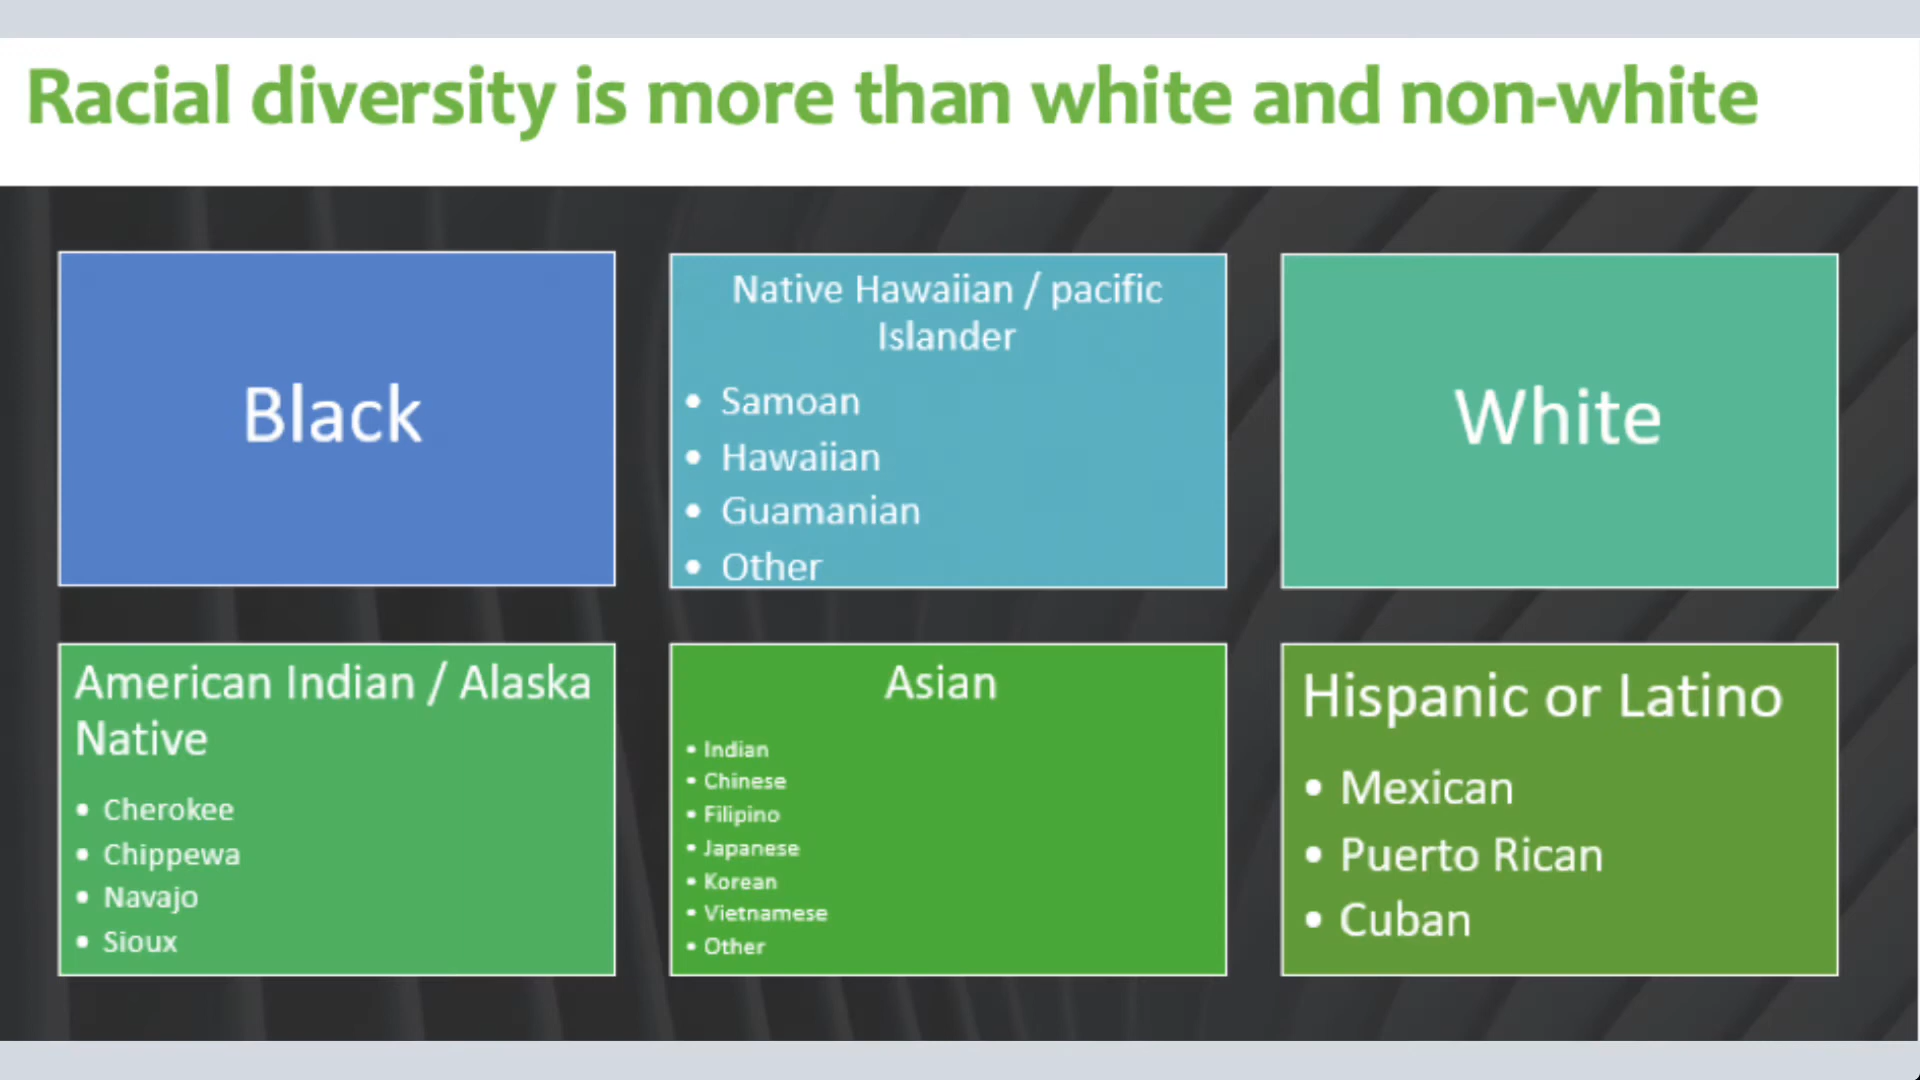 Racial diversity is more than white and non-white
Black
Native Hawaiian / pacific
Islander
• Samoan
• Hawaiian
• Guamanian
• Other
White
American Indian / Alaska
Native
• Cherokee
• Chippewa
• Navajo
• Sioux
Asian
• Indian
• Chinese
• Filipino
• Japanese
• Korean
• Vietnamese
• Other
Hispanic or Latino
• Mexican
• Puerto Rican
• Cuban